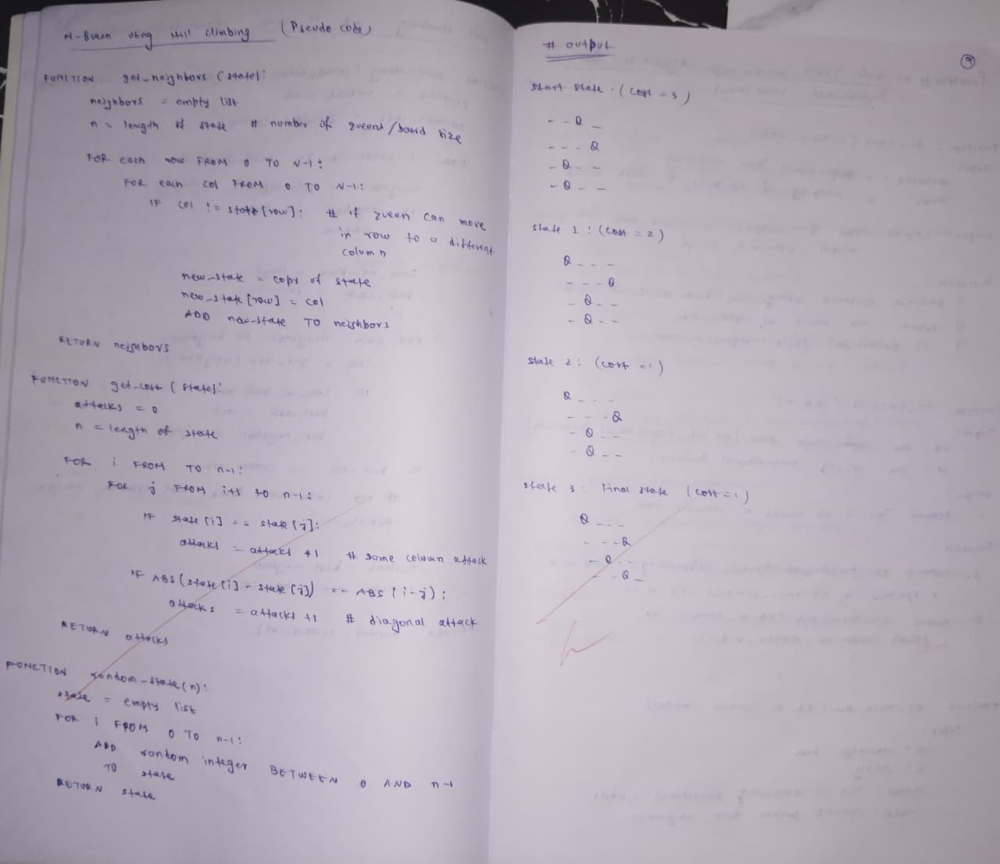 N-Queen using Hill climbing (Pseudo code)
FUNCTION get_neighbors (state):
neighbors = empty list
n = length of state # number of queens/board size
FOR each row FROM 0 TO N-1:
FOR each col FROM 0 TO N-1:
IF col != state[row]: # if queen can move
in row to a different
column
new_state = copy of state
new_state [row] = col
ADD new-state TO neighbors
RETURN neighbors
FUNCTION get-cost (state):
attacks = 0
n = length of state
FOR i FROM TO n-1:
FOR j FROM i+1 to n-1:
IF state [i] == state [j]:
attacks = attacks +1 # same column attack
IF ABS (state [i] - state [j]) == ABS [i-j):
attacks = attacks +1 # diagonal attack
RETURN attacks
FUNCTION random-state (n):
state = empty list
FOR i FROM 0 TO n-1:
ADD random integer BETWEEN 0 AND n-1
TO state
RETURN state
# output
9
start state : (cost = 3)
- - Q -
- - - Q
- Q - -
- Q - -
state 1 : (cost = 2)
Q - - -
- - - Q
- Q - -
- Q - -
state 2 : (cost = 1)
Q - - -
- - - Q
- Q - -
- Q - -
state 3 : Final state (cost = 1)
Q - - -
- - - Q
- Q - -
- - Q -